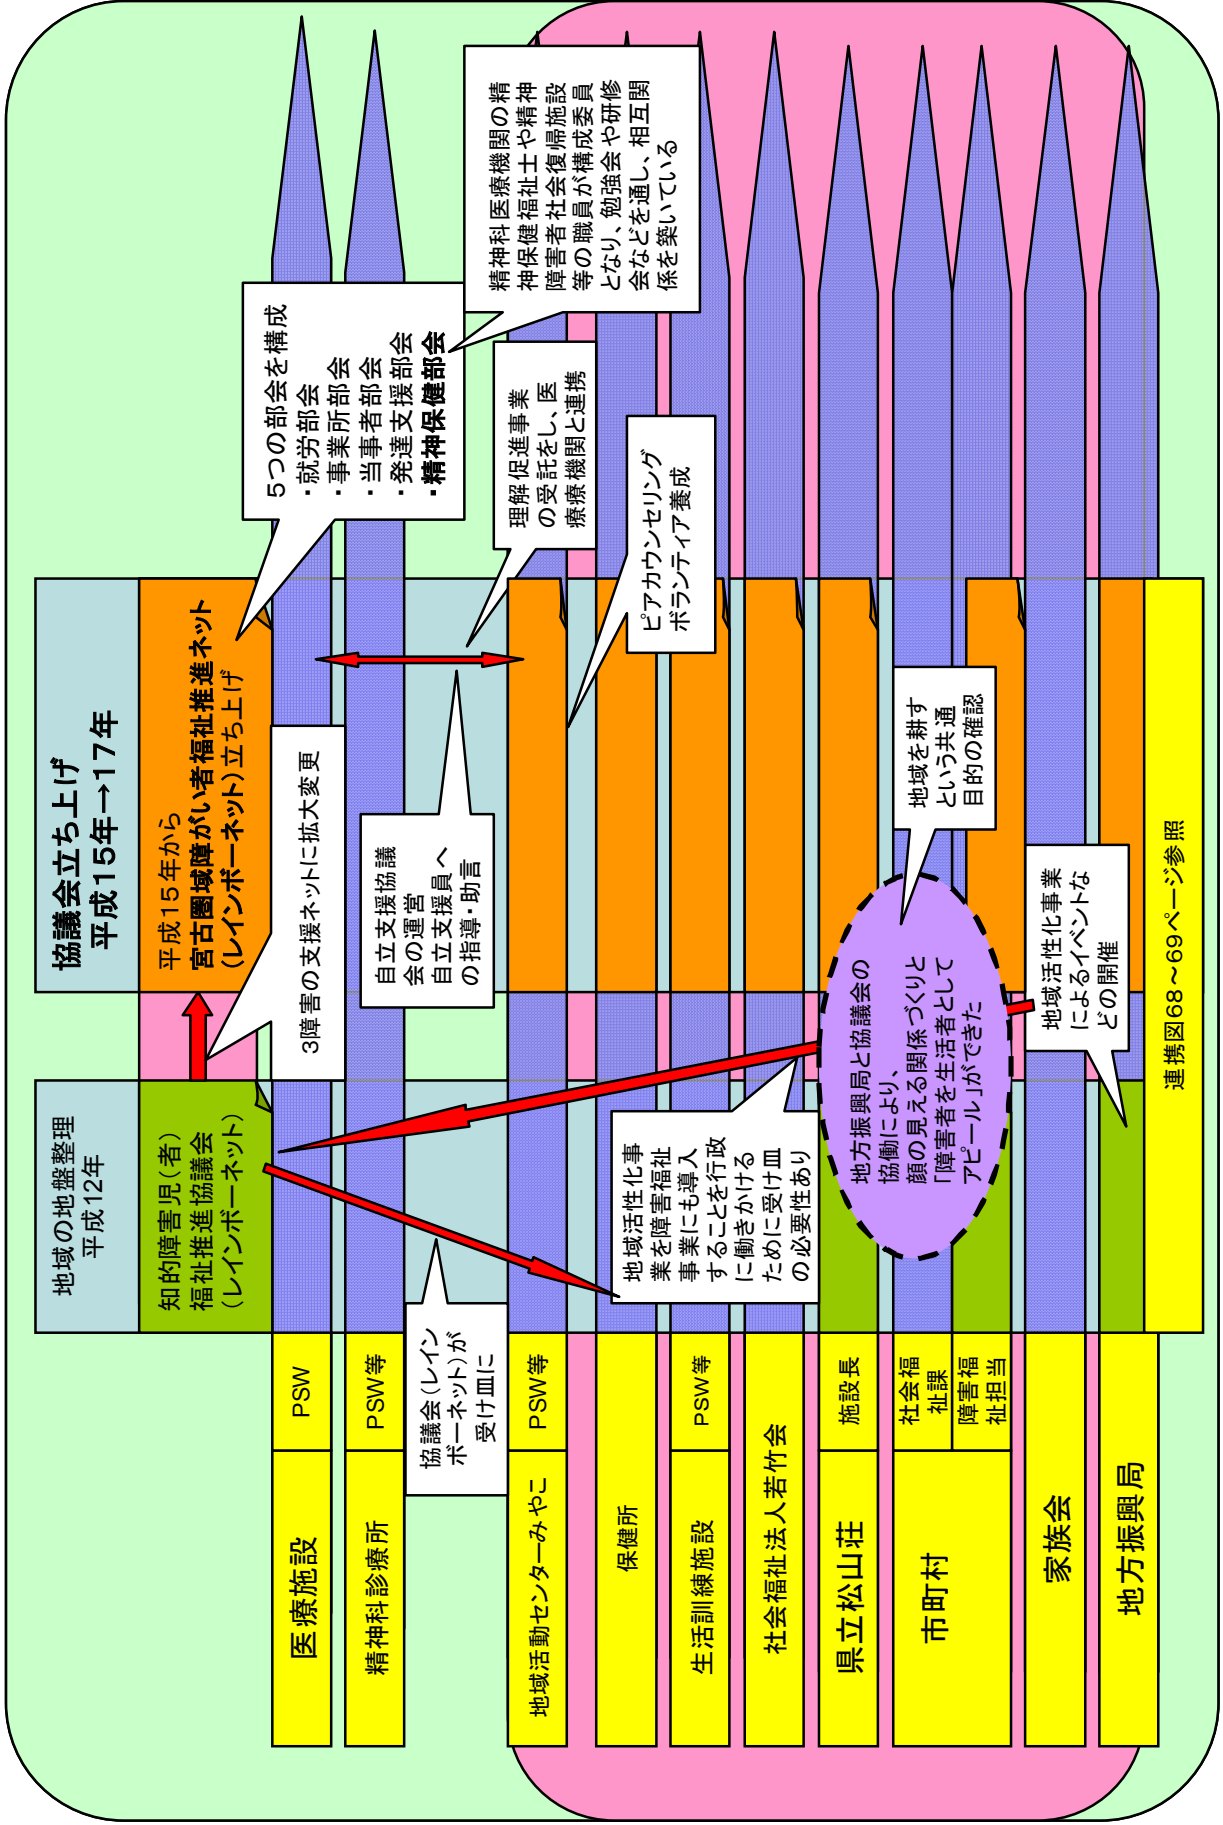 地域の地盤整理
平成12年
協議会立ち上げ
平成15年→17年
知的障害児(者)
福祉推進協議会
(レインボーネット)
平成15年から
宮古圏域障がい者福祉推進ネット
(レインボーネット)立ち上げ
5つの部会を構成
・就労部会
・事業所部会
・当事者部会
・発達支援部会
・精神保健部会
3障害の支援ネットに拡大変更
医療施設
PSW
精神科診療所
PSW等
協議会(レイン
ボーネット)が
受け皿に
自立支援協議
会の運営
自立支援員へ
の指導・助言
理解促進事業
の受託をし、医
療療機関と連携
精神科医療機関の精
神保健福祉士や精神
障害者社会復帰施設
等の職員が構成委員
となり、勉強会や研修
会などを通し、相互関
係を築いている
地域活動センターみやこ
PSW等
保健所
ピアカウンセリング
ボランティア養成
地域活性化事
業を障害福祉
事業にも導入
することを行政
に働きかける
ために受け皿
の必要性あり
生活訓練施設
PSW等
社会福祉法人若竹会
県立松山荘
施設長
地方振興局と協議会の
協働により、
顔の見える関係づくりと
「障害者を生活者として
アピール」ができた
市町村
社会福
祉課
障害福
祉担当
地域を耕す
という共通
目的の確認
家族会
地域活性化事業
によるイベントな
どの開催
地方振興局
連携図68~69ページ参照